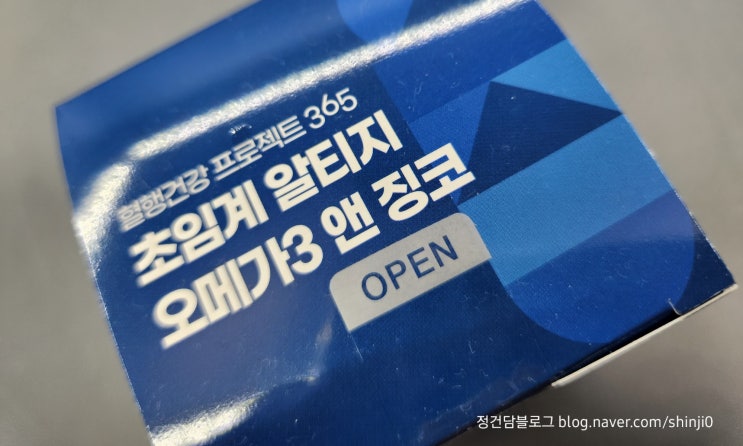 혈행건강 프로젝트 365
초임계 알티지
오메가3 앤 징코
OPEN
정건담블로그 blog.naver.com/shinji0